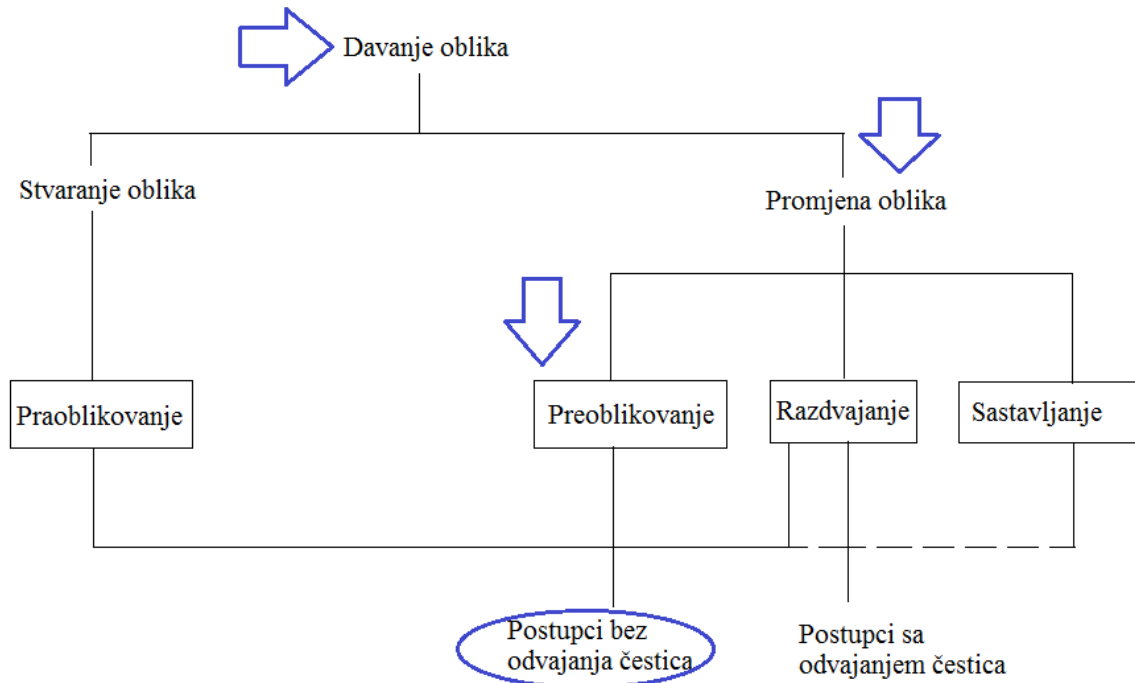 Davanje oblika
Stvaranje oblika
Promjena oblika
Praoblikovanje
Preoblikovanje
Razdvajanje
Sastavljanje
Postupci bez
odvajanja čestica
Postupci sa
odvajanjem čestica